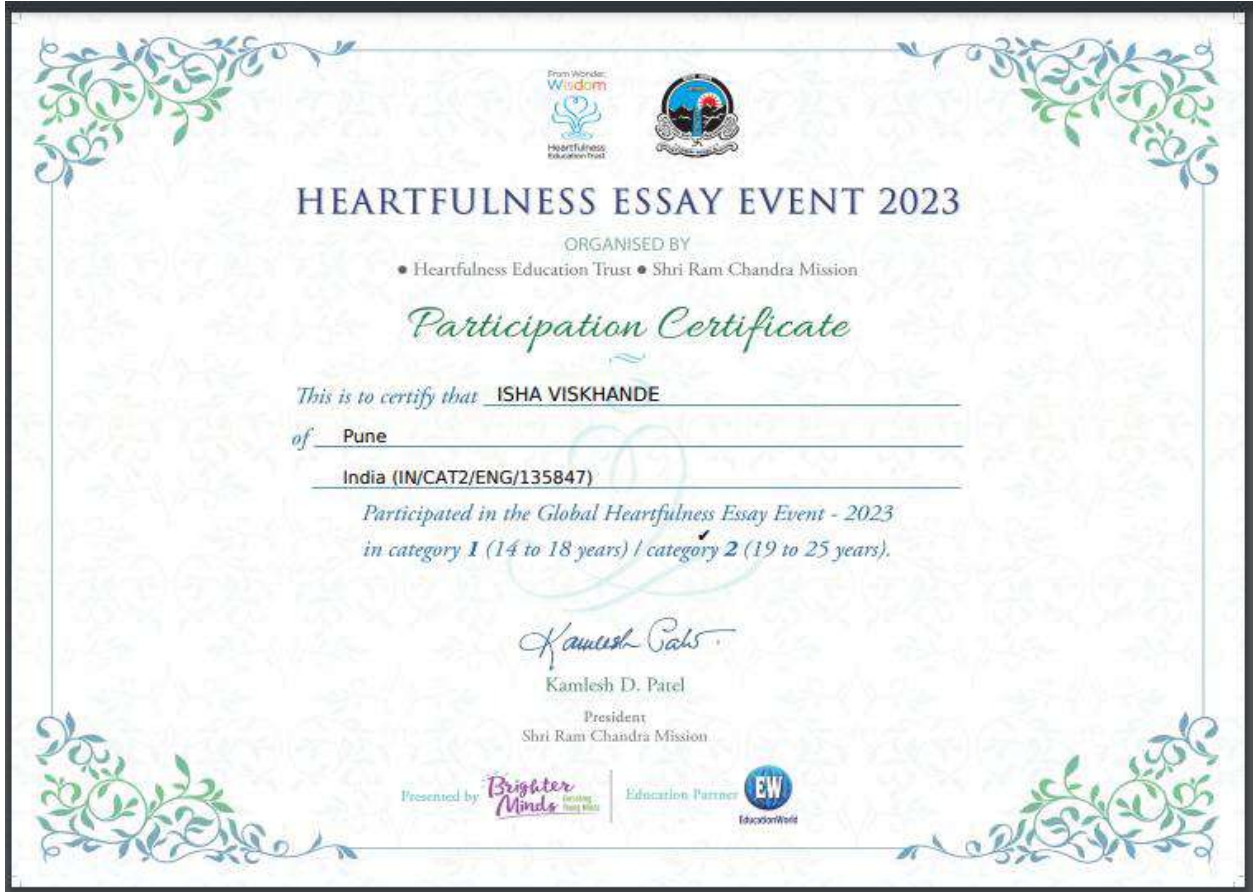 From Wonder,
Wisdom
Heartfulness
Education Trust
HEARTFULNESS ESSAY EVENT 2023
ORGANISED BY
● Heartfulness Education Trust ● Shri Ram Chandra Mission
Participation Certificate
This is to certify that ISHA VISKHANDE
of Pune
India (IN/CAT2/ENG/135847)
Participated in the Global Heartfulness Essay Event - 2023
in category 1 (14 to 18 years) / category 2 (19 to 25 years).
Kamlesh D. Patel
President
Shri Ram Chandra Mission
Presented by Brighter Minds
Education Partner EW
EducationWorld